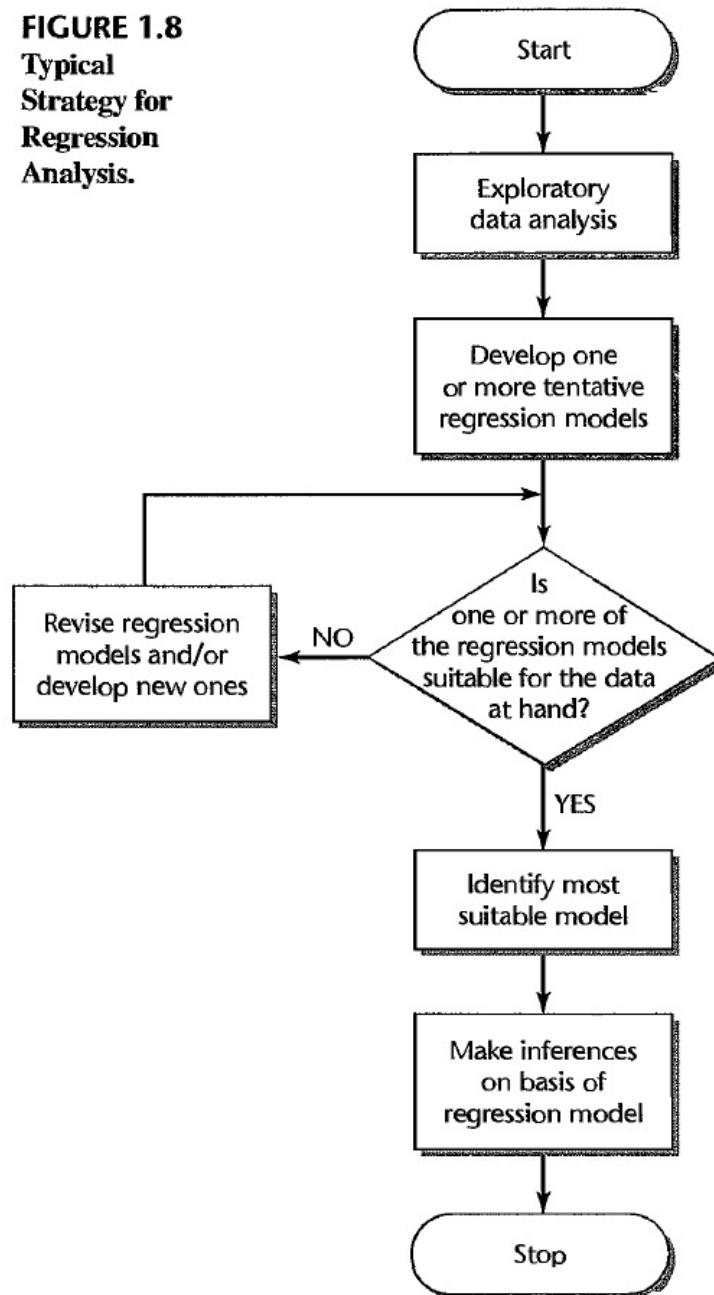 FIGURE 1.8
Typical
Strategy for
Regression
Analysis.
Start
Exploratory
data analysis
Develop one
or more tentative
regression models
Is
one or more of
the regression models
suitable for the data
at hand?
NO
Revise regression
models and/or
develop new ones
YES
Identify most
suitable model
Make inferences
on basis of
regression model
Stop